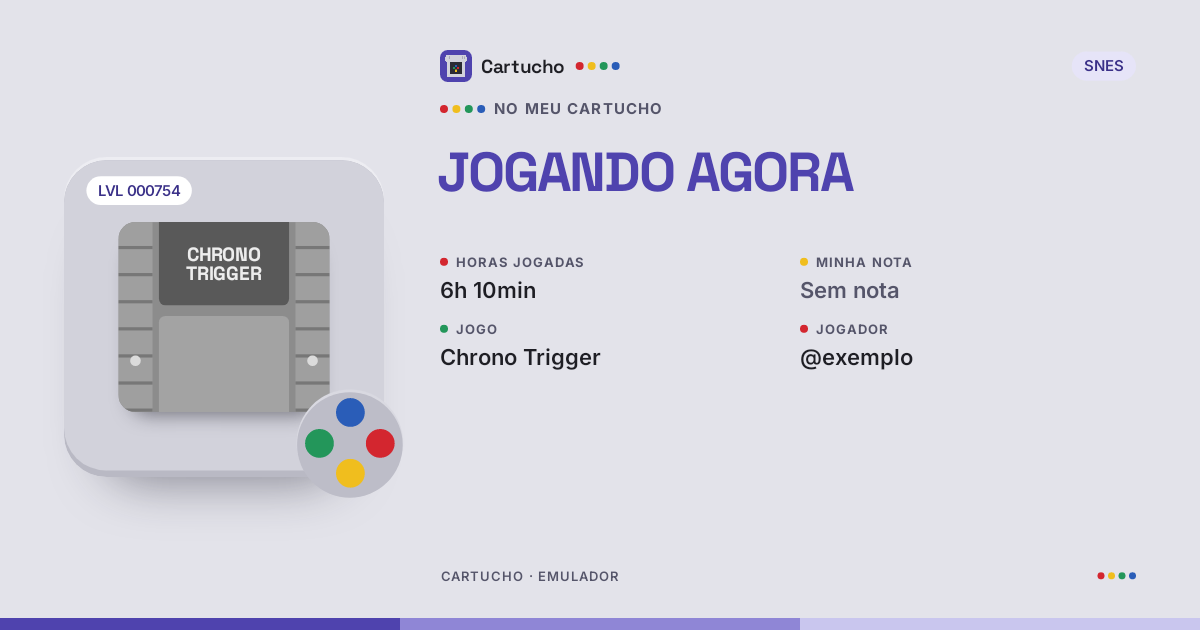 Cartucho
SNES
NO MEU CARTUCHO
JOGANDO AGORA
LVL 000754
CHRONO
TRIGGER
HORAS JOGADAS
6h 10min
MINHA NOTA
Sem nota
JOGO
Chrono Trigger
JOGADOR
@exemplo
CARTUCHO · EMULADOR